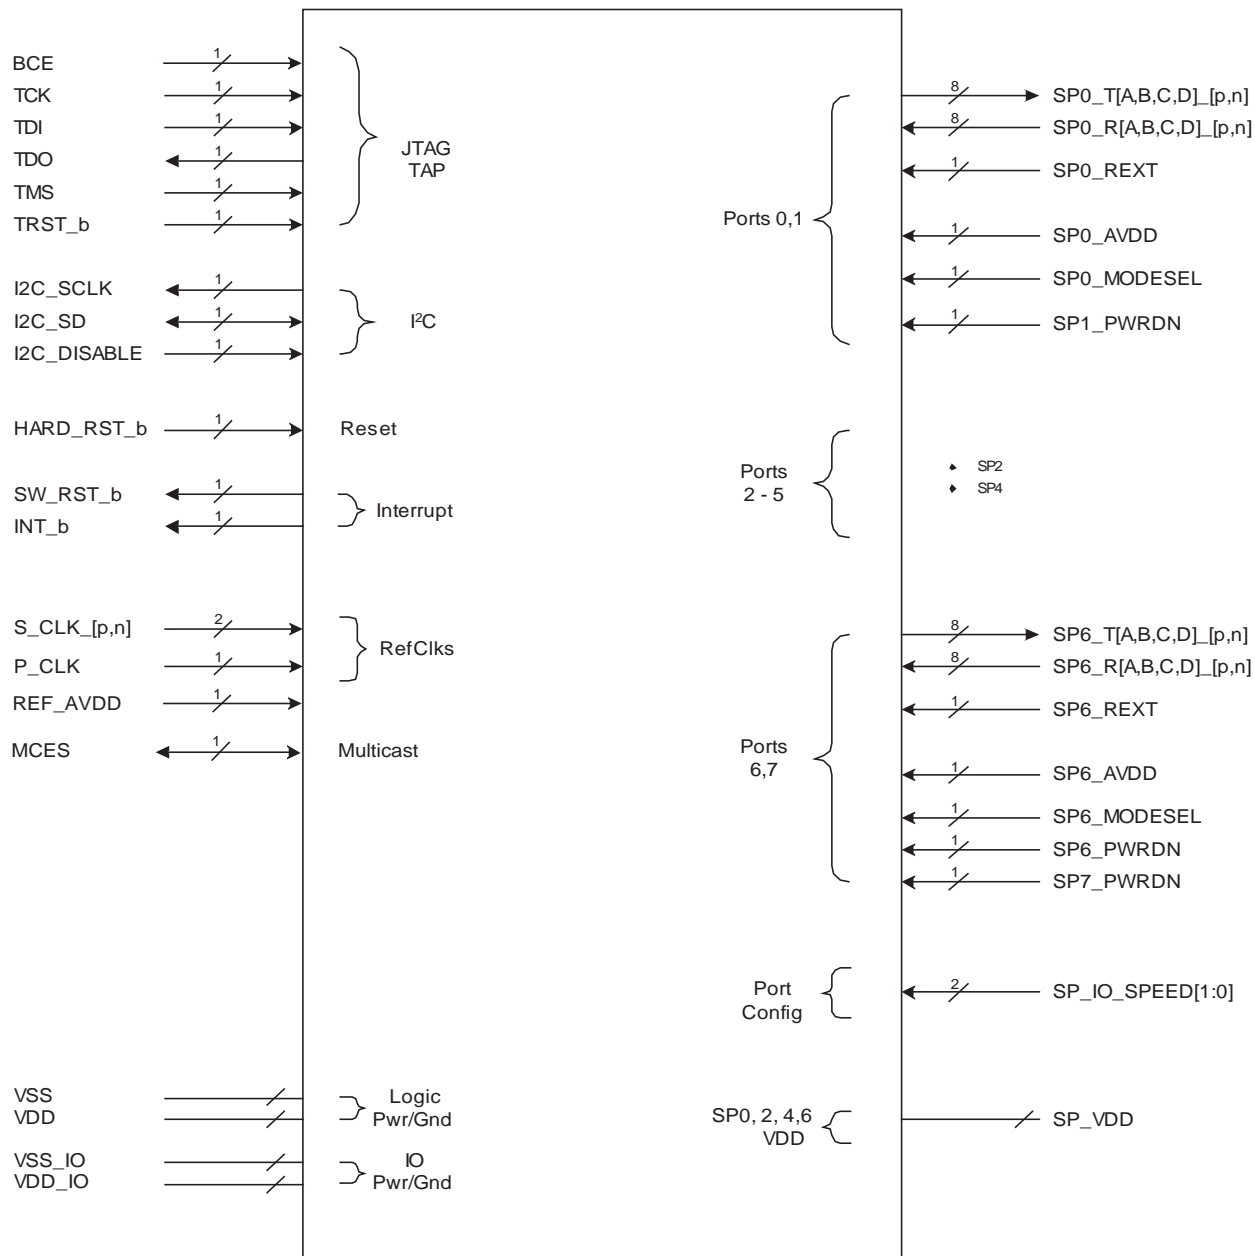 BCE 1
TCK 1
TDI 1
TDO 1
TMS 1
TRST_b 1
JTAG
TAP
I2C_SCLK 1
I2C_SD 1
I2C_DISABLE 1
I²C
HARD_RST_b 1 Reset
SW_RST_b 1
INT_b 1
Interrupt
S_CLK_[p,n] 2
P_CLK 1
RefClks
REF_AVDD 1
MCES 1 Multicast
VSS
VDD
Logic
Pwr/Gnd
VSS_IO
VDD_IO
IO
Pwr/Gnd
Ports 0,1
8 SP0_T[A,B,C,D]_[p,n]
8 SP0_R[A,B,C,D]_[p,n]
1 SP0_REXT
1 SP0_AVDD
1 SP0_MODESEL
1 SP1_PWRDN
Ports
2 - 5
SP2
SP4
Ports
6,7
8 SP6_T[A,B,C,D]_[p,n]
8 SP6_R[A,B,C,D]_[p,n]
1 SP6_REXT
1 SP6_AVDD
1 SP6_MODESEL
1 SP6_PWRDN
1 SP7_PWRDN
Port
Config
2 SP_IO_SPEED[1:0]
SP0, 2, 4,6
VDD
SP_VDD